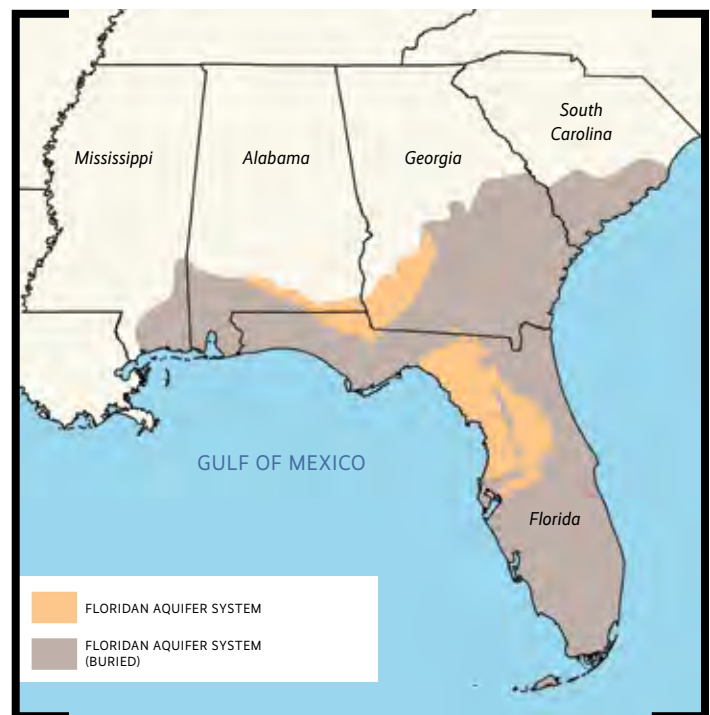 South
Carolina
Mississippi
Alabama
Georgia
GULF OF MEXICO
Florida
FLORIDAN AQUIFER SYSTEM
FLORIDAN AQUIFER SYSTEM
(BURIED)